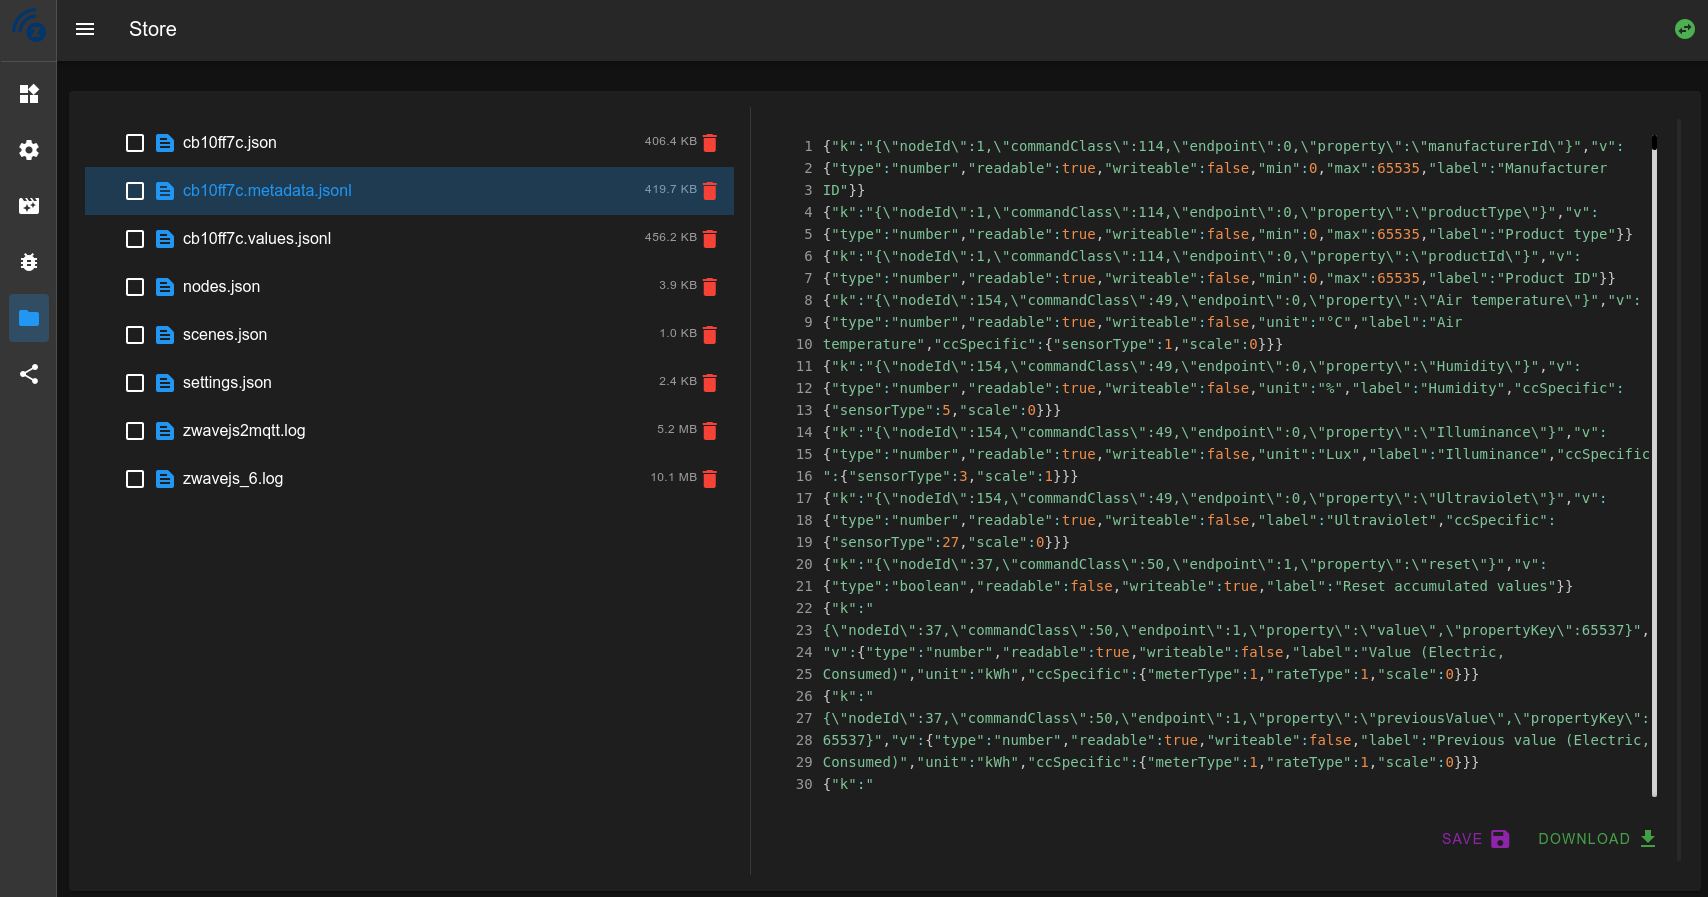 Store
cb10ff7c.json 406.4 KB
cb10ff7c.metadata.jsonl 419.7 KB
cb10ff7c.values.jsonl 456.2 KB
nodes.json 3.9 KB
scenes.json 1.0 KB
settings.json 2.4 KB
zwavejs2mqtt.log 5.2 MB
zwavejs_6.log 10.1 MB
1 {"k":"{\"nodeId\":1,\"commandClass\":114,\"endpoint\":0,\"property\":\"manufacturerId\"}","v":
2 {"type":"number","readable":true,"writeable":false,"min":0,"max":65535,"label":"Manufacturer
3 ID"}}
4 {"k":"{\"nodeId\":1,\"commandClass\":114,\"endpoint\":0,\"property\":\"productType\"}","v":
5 {"type":"number","readable":true,"writeable":false,"min":0,"max":65535,"label":"Product type"}}
6 {"k":"{\"nodeId\":1,\"commandClass\":114,\"endpoint\":0,\"property\":\"productId\"}","v":
7 {"type":"number","readable":true,"writeable":false,"min":0,"max":65535,"label":"Product ID"}}
8 {"k":"{\"nodeId\":154,\"commandClass\":49,\"endpoint\":0,\"property\":\"Air temperature\"}","v":
9 {"type":"number","readable":true,"writeable":false,"unit":"°C","label":"Air
10 temperature","ccSpecific":{"sensorType":1,"scale":0}}}
11 {"k":"{\"nodeId\":154,\"commandClass\":49,\"endpoint\":0,\"property\":\"Humidity\"}","v":
12 {"type":"number","readable":true,"writeable":false,"unit":"%","label":"Humidity","ccSpecific":
13 {"sensorType":5,"scale":0}}}
14 {"k":"{\"nodeId\":154,\"commandClass\":49,\"endpoint\":0,\"property\":\"Illuminance\"}","v":
15 {"type":"number","readable":true,"writeable":false,"unit":"Lux","label":"Illuminance","ccSpecific
16 ":{"sensorType":3,"scale":1}}}
17 {"k":"{\"nodeId\":154,\"commandClass\":49,\"endpoint\":0,\"property\":\"Ultraviolet\"}","v":
18 {"type":"number","readable":true,"writeable":false,"label":"Ultraviolet","ccSpecific":
19 {"sensorType":27,"scale":0}}}
20 {"k":"{\"nodeId\":37,\"commandClass\":50,\"endpoint\":1,\"property\":\"reset\"}","v":
21 {"type":"boolean","readable":false,"writeable":true,"label":"Reset accumulated values"}}
22 {"k":"
23 {\"nodeId\":37,\"commandClass\":50,\"endpoint\":1,\"property\":\"value\",\"propertyKey\":65537}",
24 "v":{"type":"number","readable":true,"writeable":false,"label":"Value (Electric,
25 Consumed)","unit":"kWh","ccSpecific":{"meterType":1,"rateType":1,"scale":0}}}
26 {"k":"
27 {\"nodeId\":37,\"commandClass\":50,\"endpoint\":1,\"property\":\"previousValue\",\"propertyKey\":
28 65537}","v":{"type":"number","readable":true,"writeable":false,"label":"Previous value (Electric,
29 Consumed)","unit":"kWh","ccSpecific":{"meterType":1,"rateType":1,"scale":0}}}
30 {"k":"
SAVE DOWNLOAD